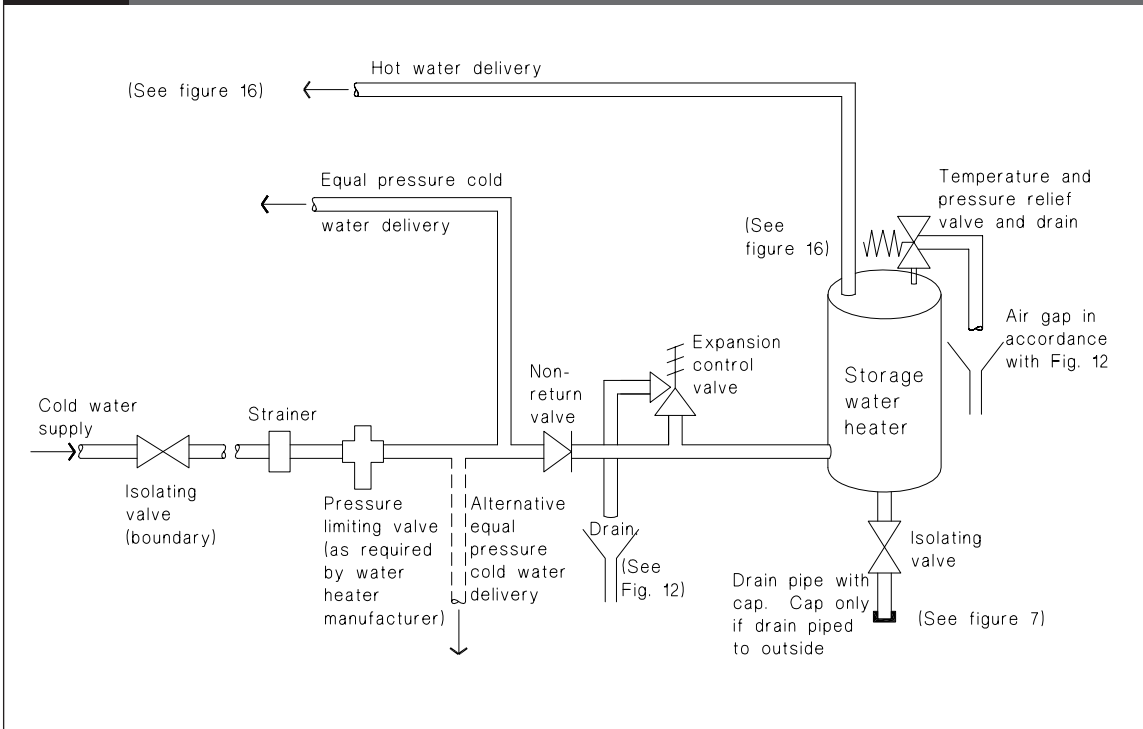 Hot water delivery
(See figure 16)
Equal pressure cold
water delivery
Temperature and
pressure relief
valve and drain
(See
figure 16)
Air gap in
accordance
with Fig. 12
Expansion
control
valve
Non-
return
valve
Storage
water
heater
Cold water
supply
Strainer
Isolating
valve
(boundary)
Pressure
limiting valve
(as required
by water
heater
manufacturer)
Alternative
equal
pressure
cold water
delivery
Drain
(See
Fig. 12)
Isolating
valve
Drain pipe with
cap. Cap only
if drain piped
to outside
(See figure 7)